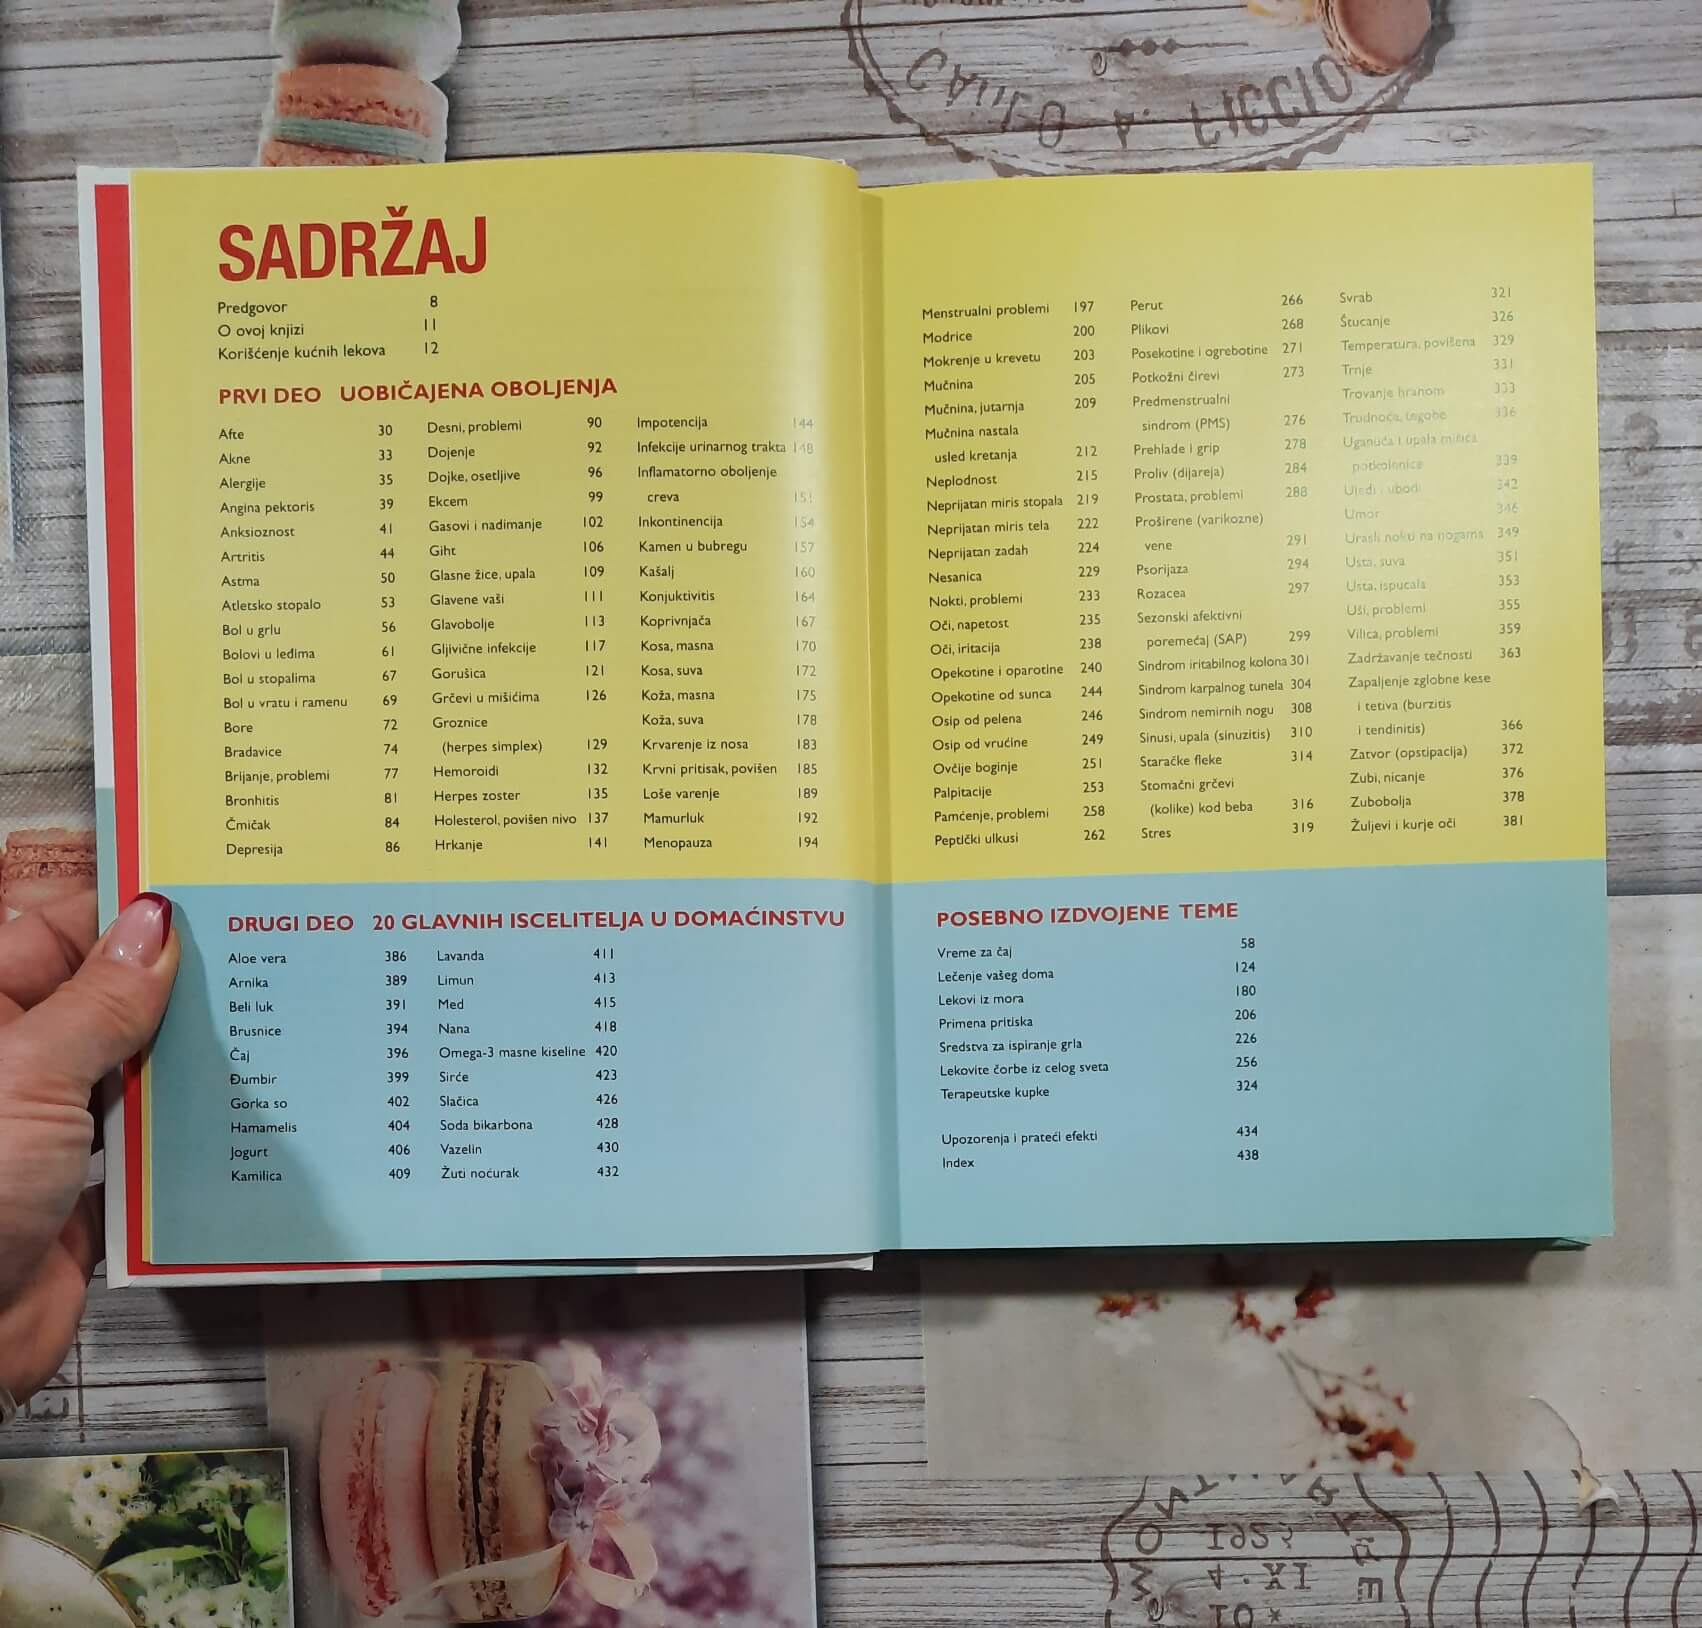 SADRŽAJ
Predgovor 8
O ovoj knjizi 11
Korišćenje kućnih lekova 12
PRVI DEO UOBIČAJENA OBOLJENJA
Afte 30
Akne 33
Alergije 35
Angina pektoris 39
Anksioznost 41
Artritis 44
Astma 50
Atletsko stopalo 53
Bol u grlu 56
Bolovi u leđima 61
Bol u stopalima 67
Bol u vratu i ramenu 69
Bore 72
Bradavice 74
Brijanje, problemi 77
Bronhitis 81
Čmičak 84
Depresija 86
Desni, problemi 90
Dojenje 92
Dojke, osetljive 96
Ekcem 99
Gasovi i nadimanje 102
Giht 106
Glasne žice, upala 109
Glavene vaši 111
Glavobolje 113
Gljivične infekcije 117
Gorušica 121
Grčevi u mišićima 126
Groznice
(herpes simplex) 129
Hemoroidi 132
Herpes zoster 135
Holesterol, povišen nivo 137
Hrkanje 141
Impotencija 144
Infekcije urinarnog trakta 148
Inflamatorno oboljenje
creva 151
Inkontinencija 154
Kamen u bubregu 157
Kašalj 160
Konjuktivitis 164
Koprivnjača 167
Kosa, masna 170
Kosa, suva 172
Koža, masna 175
Koža, suva 178
Krvarenje iz nosa 183
Krvni pritisak, povišen 185
Loše varenje 189
Mamurluk 192
Menopauza 194
DRUGI DEO 20 GLAVNIH ISCELITELJA U DOMAĆINSTVU
Aloe vera 386
Arnika 389
Beli luk 391
Brusnice 394
Čaj 396
Đumbir 399
Gorka so 402
Hamamelis 404
Jogurt 406
Kamilica 409
Lavanda 411
Limun 413
Med 415
Nana 418
Omega-3 masne kiseline 420
Sirće 423
Slačica 426
Soda bikarbona 428
Vazelin 430
Žuti noćurak 432
Menstrualni problemi 197
Modrice 200
Mokrenje u krevetu 203
Mučnina 205
Mučnina, jutarnja 209
Mučnina nastala
usled kretanja 212
Neplodnost 215
Neprijatan miris stopala 219
Neprijatan miris tela 222
Neprijatan zadah 224
Nesanica 229
Nokti, problemi 233
Oči, napetost 235
Oči, iritacija 238
Opekotine i oparotine 240
Opekotine od sunca 244
Osip od pelena 246
Osip od vrućine 249
Ovčije boginje 251
Palpitacije 253
Pamćenje, problemi 258
Peptički ulkusi 262
Perut 266
Plikovi 268
Posekotine i ogrebotine 271
Potkožni čirevi 273
Predmenstrualni
sindrom (PMS) 276
Prehlade i grip 278
Proliv (dijareja) 284
Prostata, problemi 288
Proširene (varikozne)
vene 291
Psorijaza 294
Rozacea 297
Sezonski afektivni
poremećaj (SAP) 299
Sindrom iritabilnog kolona 301
Sindrom karpalnog tunela 304
Sindrom nemirnih nogu 308
Sinusi, upala (sinuzitis) 310
Staračke fleke 314
Stomačni grčevi
(kolike) kod beba 316
Stres 319
Svrab 321
Štucanje 326
Temperatura, povišena 329
Trnje 331
Trovanje hranom 333
Trudnoća, tegobe 336
Uganuća i upala mišića
potkolenice 339
Ujedi i ubodi 342
Umor 346
Urasli nokti na nogama 349
Usta, suva 351
Usta, ispucala 353
Uši, problemi 355
Vilica, problemi 359
Zadržavanje tečnosti 363
Zapaljenje zglobne kese
i tetiva (burzitis
i tendinitis) 366
Zatvor (opstipacija) 372
Zubi, nicanje 376
Zubobolja 378
Žuljevi i kurje oči 381
POSEBNO IZDVOJENE TEME
Vreme za čaj 58
Lečenje vašeg doma 124
Lekovi iz mora 180
Primena pritiska 206
Sredstva za ispiranje grla 226
Lekovite čorbe iz celog sveta 256
Terapeutske kupke 324
Upozorenja i prateći efekti 434
Index 438
4·XI